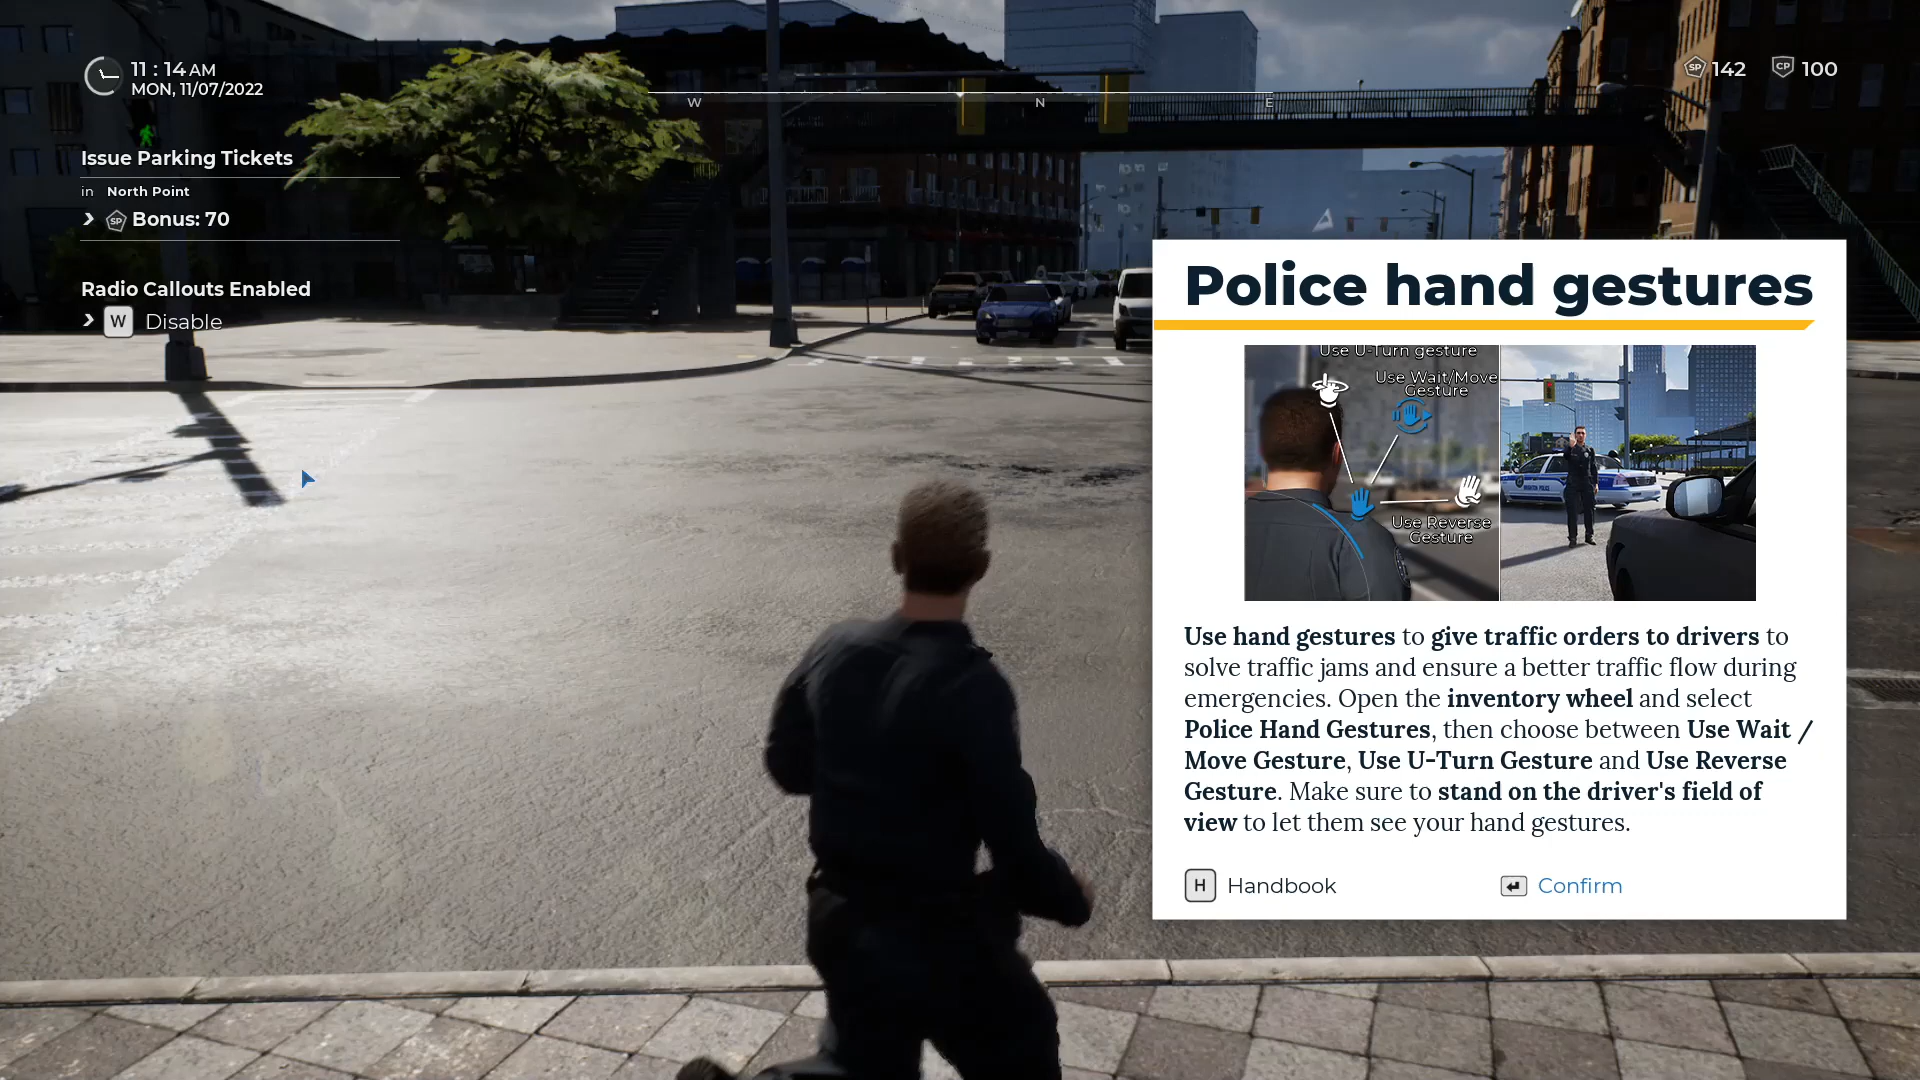 11 : 14 AM
MON, 11/07/2022
Issue Parking Tickets
in North Point
SP Bonus: 70
Radio Callouts Enabled
W Disable
W N E
SP 142 CP 100
Police hand gestures
Use U-Turn gesture
Use Wait/Move
Gesture
Use Reverse
Gesture
Use hand gestures to give traffic orders to drivers to
solve traffic jams and ensure a better traffic flow during
emergencies. Open the inventory wheel and select
Police Hand Gestures, then choose between Use Wait /
Move Gesture, Use U-Turn Gesture and Use Reverse
Gesture. Make sure to stand on the driver's field of
view to let them see your hand gestures.
H Handbook
Confirm